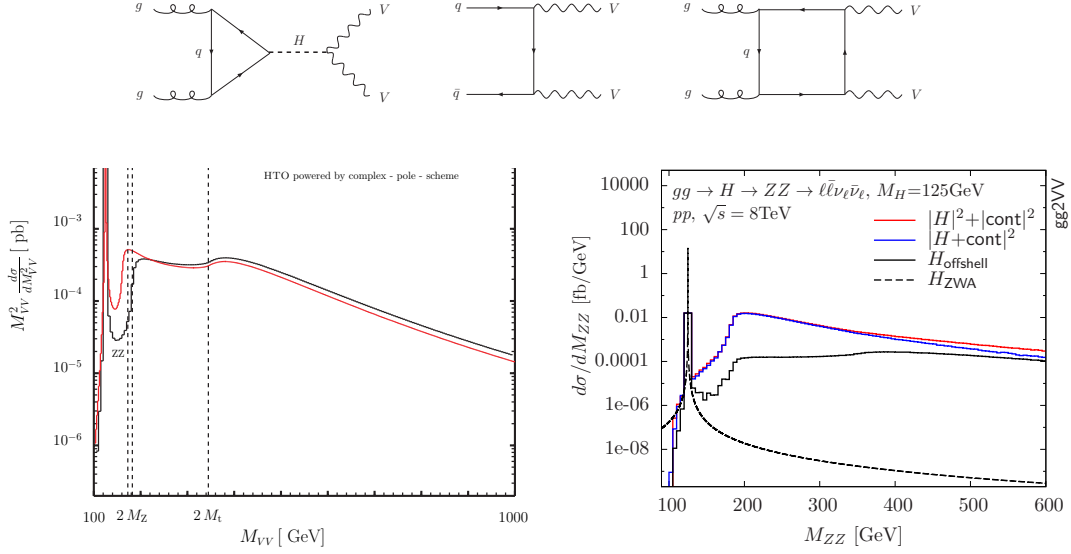 g q g H V V
q q̄ V V
g q g V V
HTO powered by complex - pole - scheme
M²_VV dσ/dM²_VV [ pb]
10⁻³
10⁻⁴
10⁻⁵
10⁻⁶
ZZ
100 2 M_Z 2 M_t 1000
M_VV [ GeV]
gg → H → ZZ → ℓℓ̄ν_ℓν̄_ℓ, M_H=125GeV
pp, √s = 8TeV
|H|²+|cont|²
|H+cont|²
H_offshell
H_ZWA
gg2VV
dσ/dM_ZZ [fb/GeV]
10000
100
1
0.01
0.0001
1e-06
1e-08
100 200 300 400 500 600
M_ZZ [GeV]